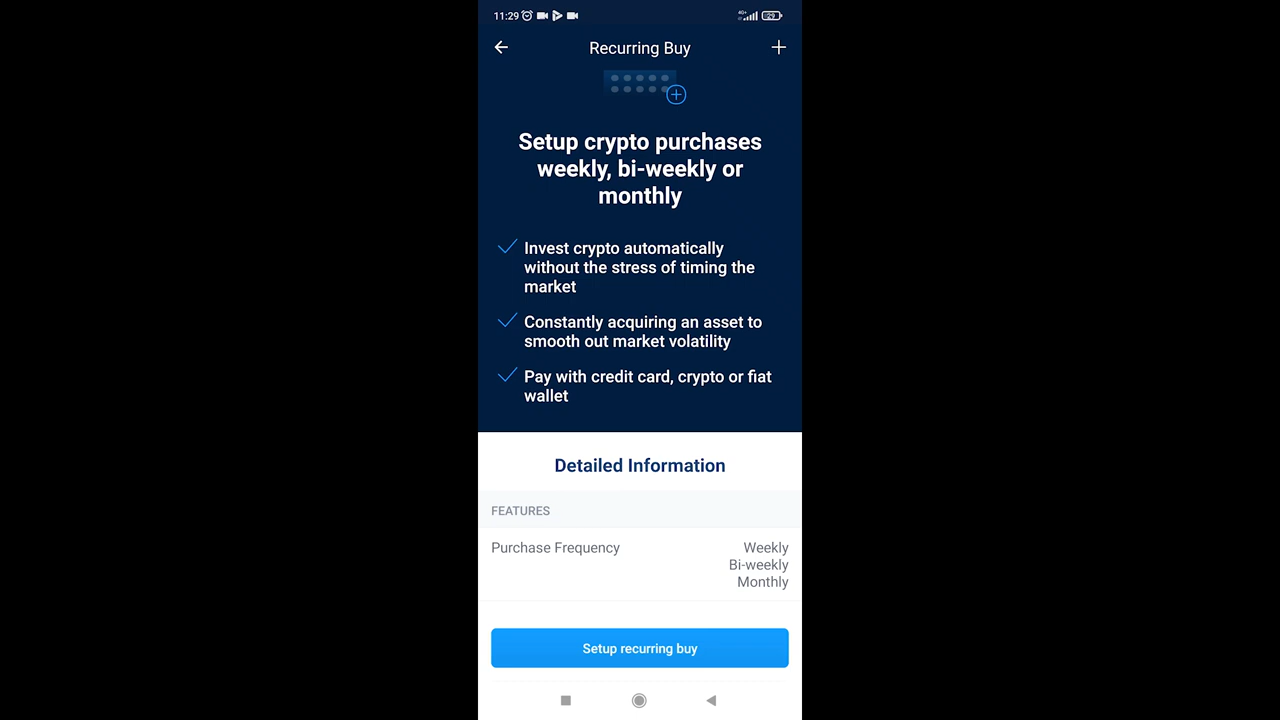 11:29
4G+
29
Recurring Buy
Setup crypto purchases
weekly, bi-weekly or
monthly
Invest crypto automatically
without the stress of timing the
market
Constantly acquiring an asset to
smooth out market volatility
Pay with credit card, crypto or fiat
wallet
Detailed Information
FEATURES
Purchase Frequency
Weekly
Bi-weekly
Monthly
Setup recurring buy